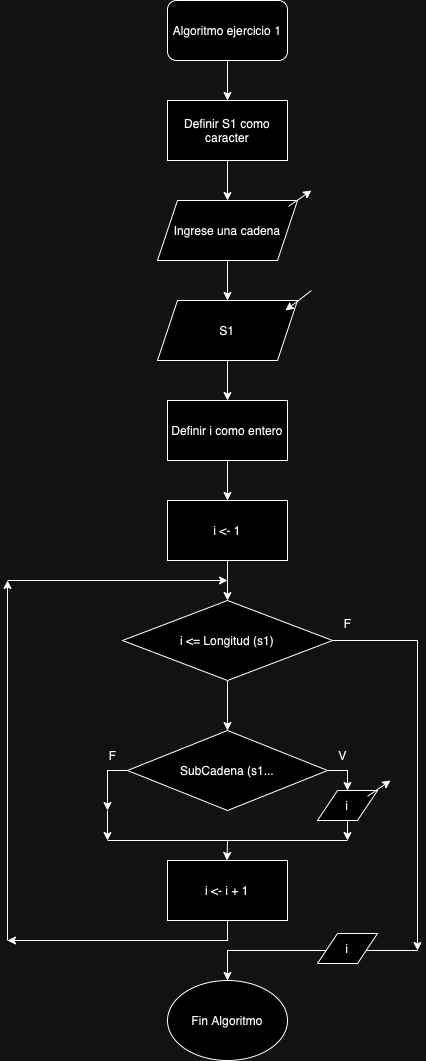 Algoritmo ejercicio 1
Definir S1 como
caracter
Ingrese una cadena
S1
Definir i como entero
i <- 1
i <= Longitud (s1)
F
SubCadena (s1...
F
V
i
i <- i + 1
i
Fin Algoritmo